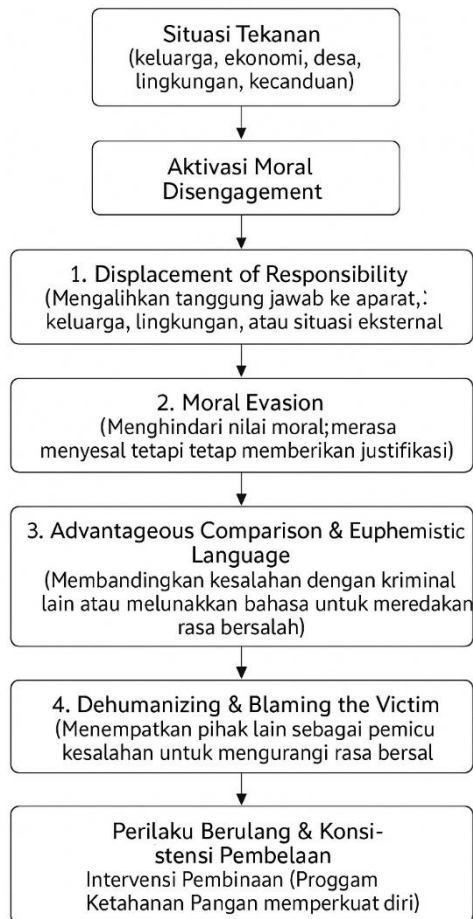 Situasi Tekanan
(keluarga, ekonomi, desa,
lingkungan, kecanduan)
Aktivasi Moral
Disengagement
1. Displacement of Responsibility
(Mengalihkan tanggung jawab ke aparat,:
keluarga, lingkungan, atau situasi eksternal
2. Moral Evasion
(Menghindari nilai moral; merasa
menyesal tetapi tetap memberikan justifikasi)
3. Advantageous Comparison & Euphemistic
Language
(Membandingkan kesalahan dengan kriminal
lain atau melunakkan bahasa untuk meredakan
rasa bersalah)
4. Dehumanizing & Blaming the Victim
(Menempatkan pihak lain sebagai pemicu
kesalahan untuk mengurangi rasa bersal
Perilaku Berulang & Konsi-
stensi Pembelaan
Intervensi Pembinaan (Proggam
Ketahanan Pangan memperkuat diri)